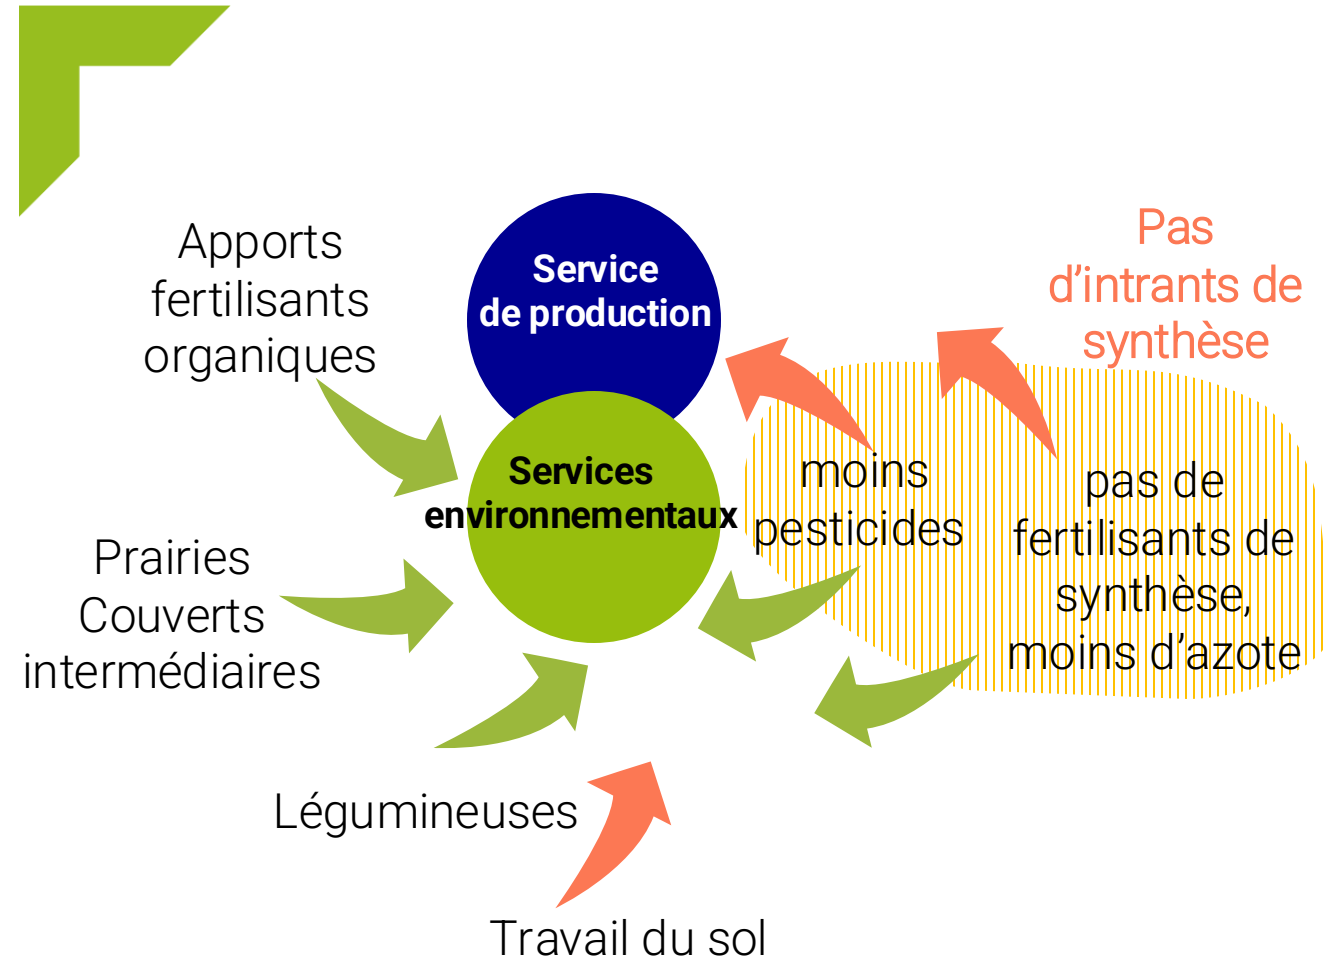 Apports
fertilisants
organiques
Service
de production
Pas
d’intrants de
synthèse
Services
environnementaux
moins
pesticides
pas de
fertilisants de
synthèse,
moins d’azote
Prairies
Couverts
intermédiaires
Légumineuses
Travail du sol